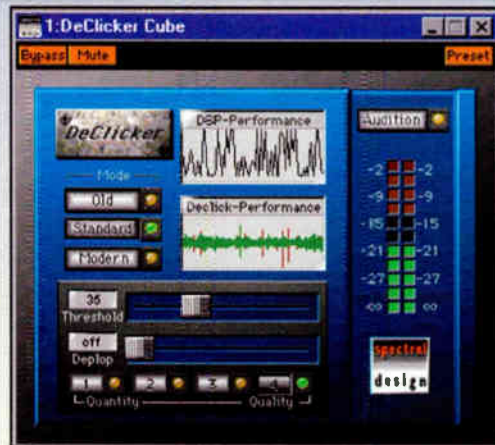 1:DeClicker Cube
Bypass Mute Preset
DeClicker
DSP-Performance
Audition
Mode
Old
Standard
Modern
Declick-Performance
-2 -2
-9 -9
-15 -15
-21 -21
-27 -27
∞ ∞
35
Threshold
off
Deplop
1 2 3 4
Quantity Quality
spectral
design